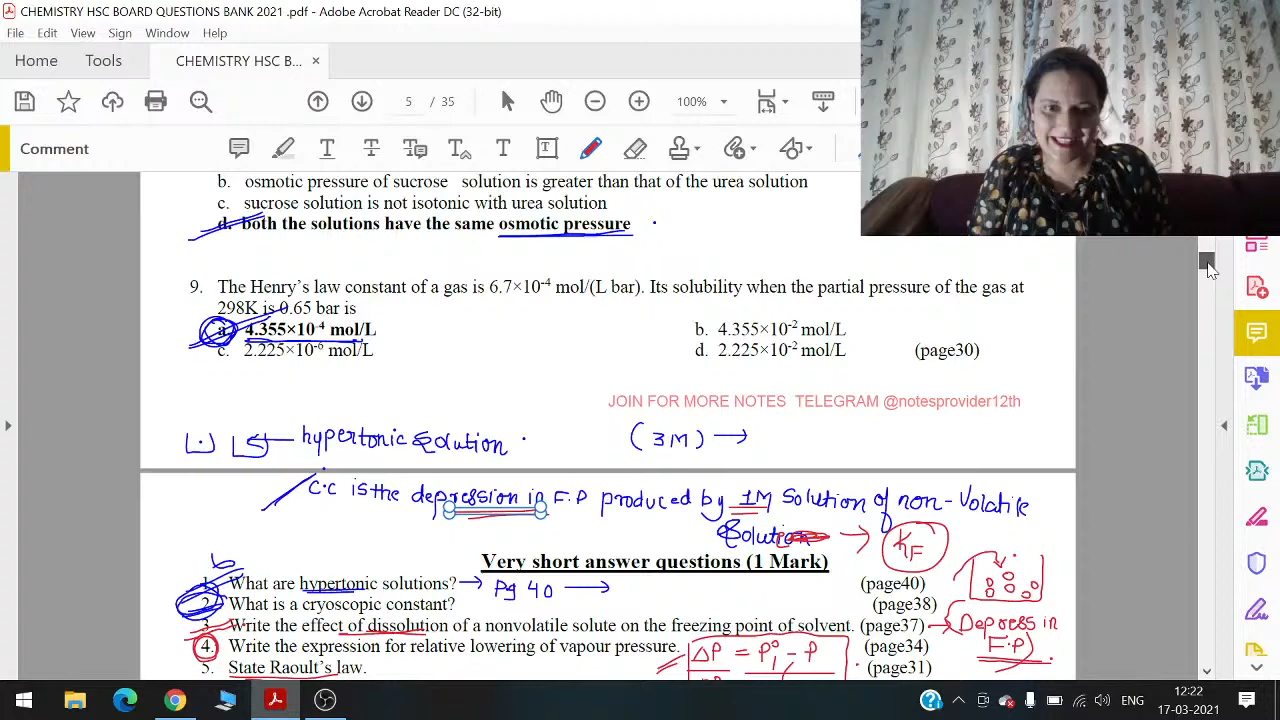 CHEMISTRY HSC BOARD QUESTIONS BANK 2021 .pdf - Adobe Acrobat Reader DC (32-bit)
File Edit View Sign Window Help
Home Tools CHEMISTRY HSC B... ×
5 / 35 100%
Comment
b. osmotic pressure of sucrose solution is greater than that of the urea solution
c. sucrose solution is not isotonic with urea solution
d. both the solutions have the same osmotic pressure
9. The Henry's law constant of a gas is 6.7×10⁻⁴ mol/(L bar). Its solubility when the partial pressure of the gas at
298K is 0.65 bar is
a. 4.355×10⁻⁴ mol/L b. 4.355×10⁻² mol/L
c. 2.225×10⁻⁶ mol/L d. 2.225×10⁻² mol/L (page30)
JOIN FOR MORE NOTES TELEGRAM @notesprovider12th
hypertonic solution (3M) →
C.C is the depression in F.P produced by 1M solution of non-Volatile
→ KF
Very short answer questions (1 Mark)
1. What are hypertonic solutions? → Pg 40 → (page40)
2. What is a cryoscopic constant? (page38)
3. Write the effect of dissolution of a nonvolatile solute on the freezing point of solvent. (page37) → Depress in
F.P
4. Write the expression for relative lowering of vapour pressure. (page34)
ΔP = P₁⁰ - P
5. State Raoult's law. (page31)
ENG
12:22
17-03-2021